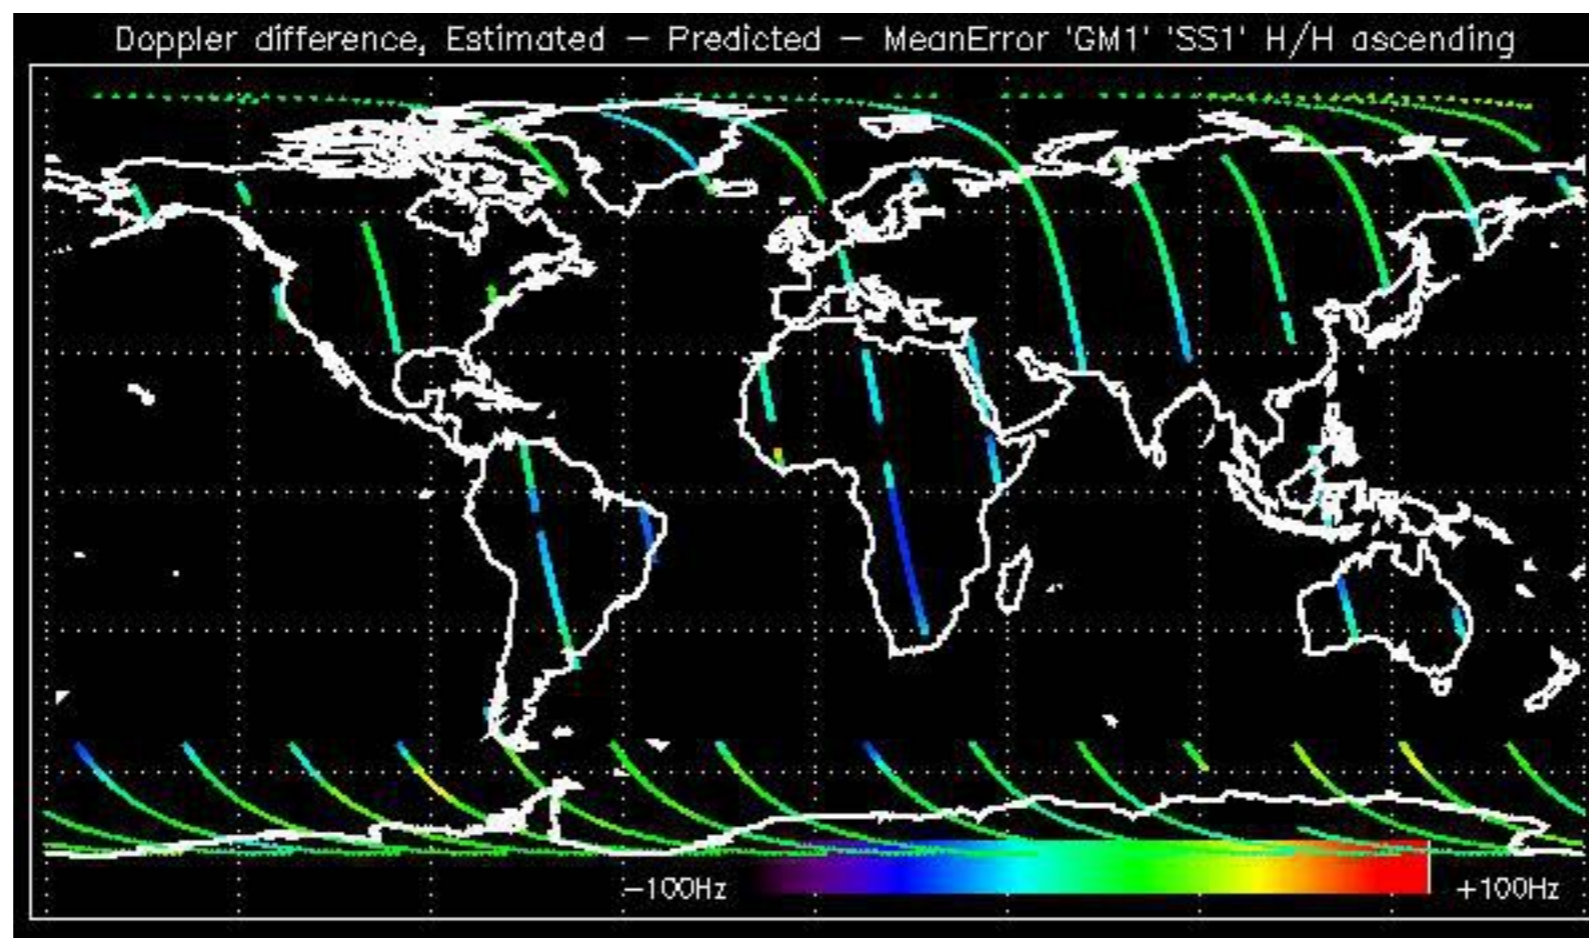 Doppler difference, Estimated – Predicted – MeanError 'GM1' 'SS1' H/H ascending
–100Hz +100Hz